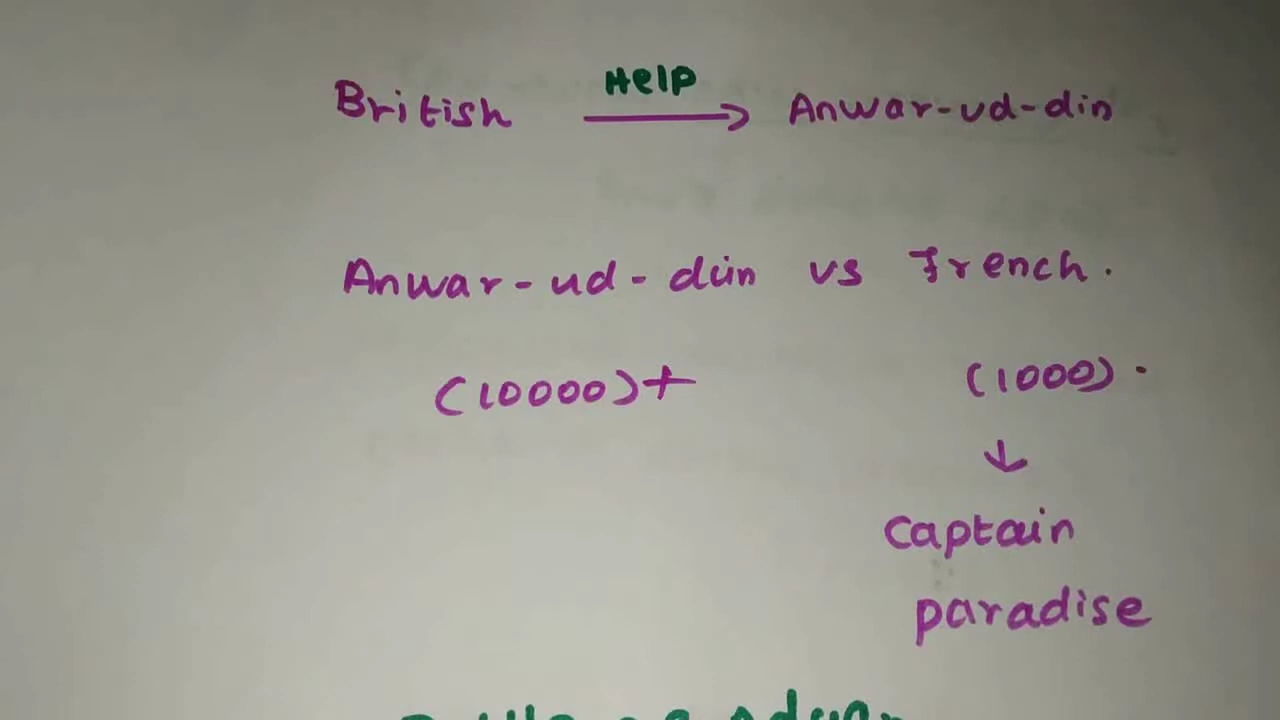 Help
British → Anwar-ud-din
Anwar-ud-din vs French.
(10000)+ (1000).
↓
Captain
paradise